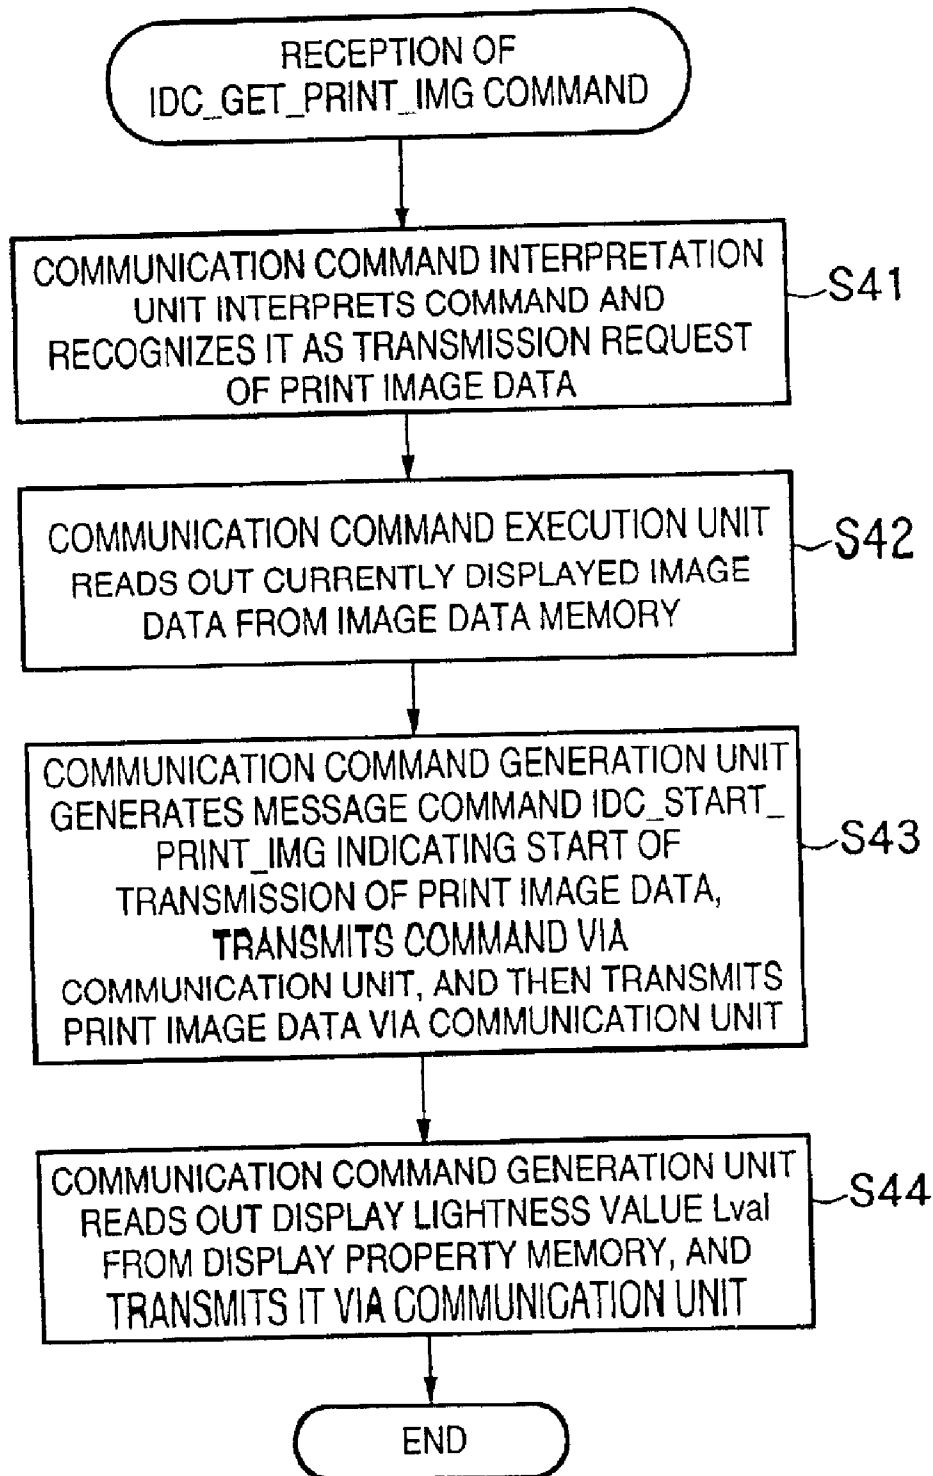 RECEPTION OF
IDC_GET_PRINT_IMG COMMAND
COMMUNICATION COMMAND INTERPRETATION
UNIT INTERPRETS COMMAND AND
RECOGNIZES IT AS TRANSMISSION REQUEST
OF PRINT IMAGE DATA
S41
COMMUNICATION COMMAND EXECUTION UNIT
READS OUT CURRENTLY DISPLAYED IMAGE
DATA FROM IMAGE DATA MEMORY
S42
COMMUNICATION COMMAND GENERATION UNIT
GENERATES MESSAGE COMMAND IDC_START_
PRINT_IMG INDICATING START OF
TRANSMISSION OF PRINT IMAGE DATA,
TRANSMITS COMMAND VIA
COMMUNICATION UNIT, AND THEN TRANSMITS
PRINT IMAGE DATA VIA COMMUNICATION UNIT
S43
COMMUNICATION COMMAND GENERATION UNIT
READS OUT DISPLAY LIGHTNESS VALUE Lval
FROM DISPLAY PROPERTY MEMORY, AND
TRANSMITS IT VIA COMMUNICATION UNIT
S44
END